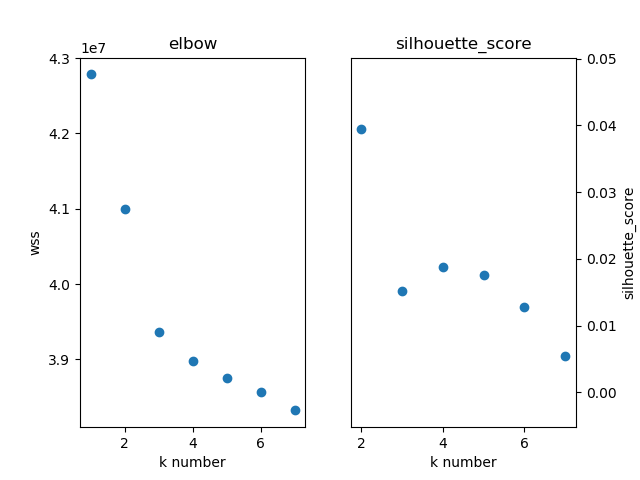 elbow
1e7
4.3
4.2
4.1
4.0
3.9
wss
2 4 6
k number
silhouette_score
0.05
0.04
0.03
0.02
0.01
0.00
silhouette_score
2 4 6
k number